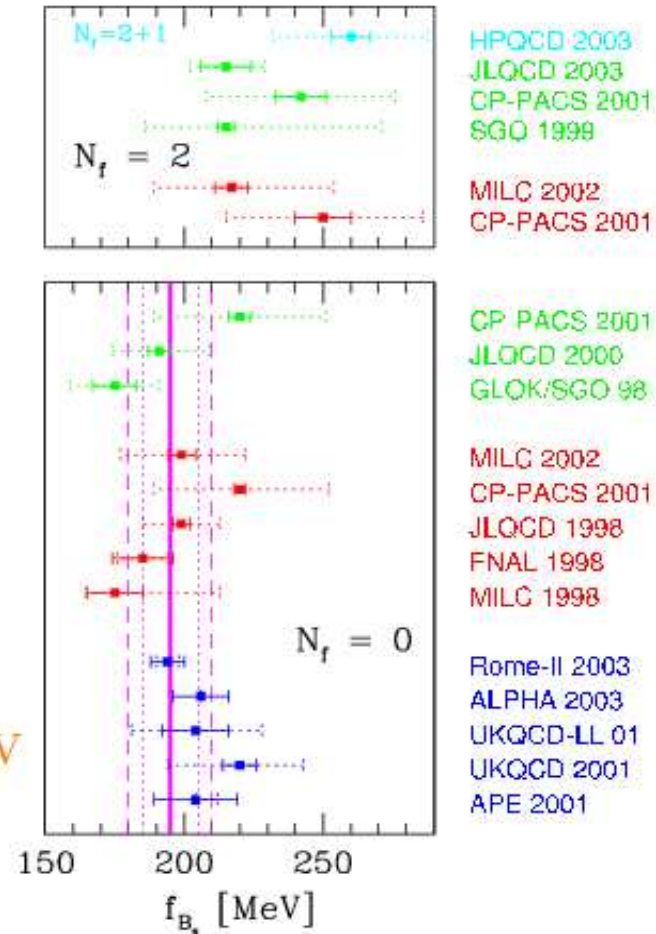 N_f=2+1 HPQCD 2003
JLQCD 2003
CP-PACS 2001
SGO 1999
N_f = 2
MILC 2002
CP-PACS 2001
CP PACS 2001
JLQCD 2000
GLOK/SGO 98
MILC 2002
CP-PACS 2001
JLQCD 1998
FNAL 1998
MILC 1998
N_f = 0
Rome-II 2003
ALPHA 2003
UKQCD-LL 01
UKQCD 2001
APE 2001
V
150 200 250
f_{B_s} [MeV]